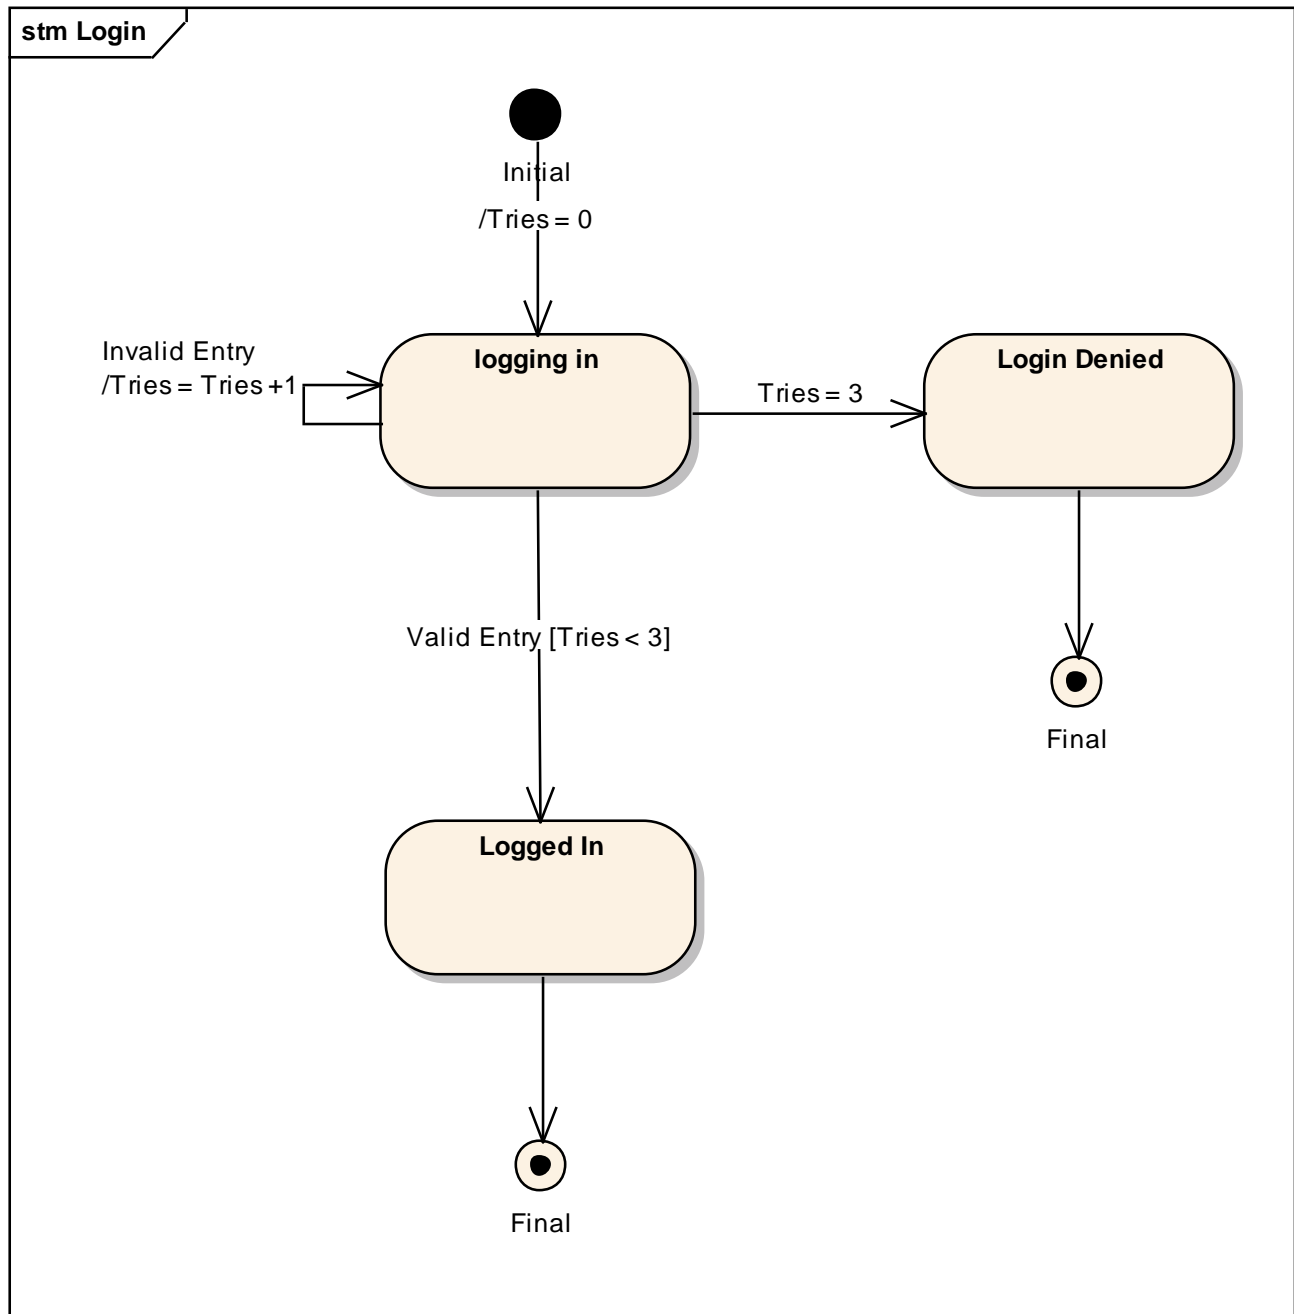 stm Login
Initial
/Tries = 0
Invalid Entry
/Tries = Tries +1
logging in
Tries = 3
Login Denied
Valid Entry [Tries < 3]
Final
Logged In
Final